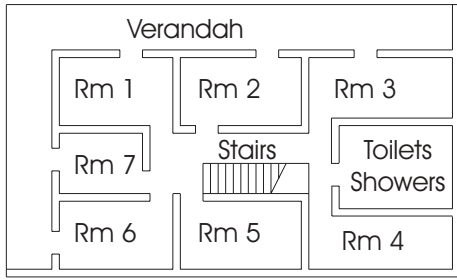 Verandah
Rm 1
Rm 2
Rm 3
Stairs
Toilets
Showers
Rm 7
Rm 6
Rm 5
Rm 4